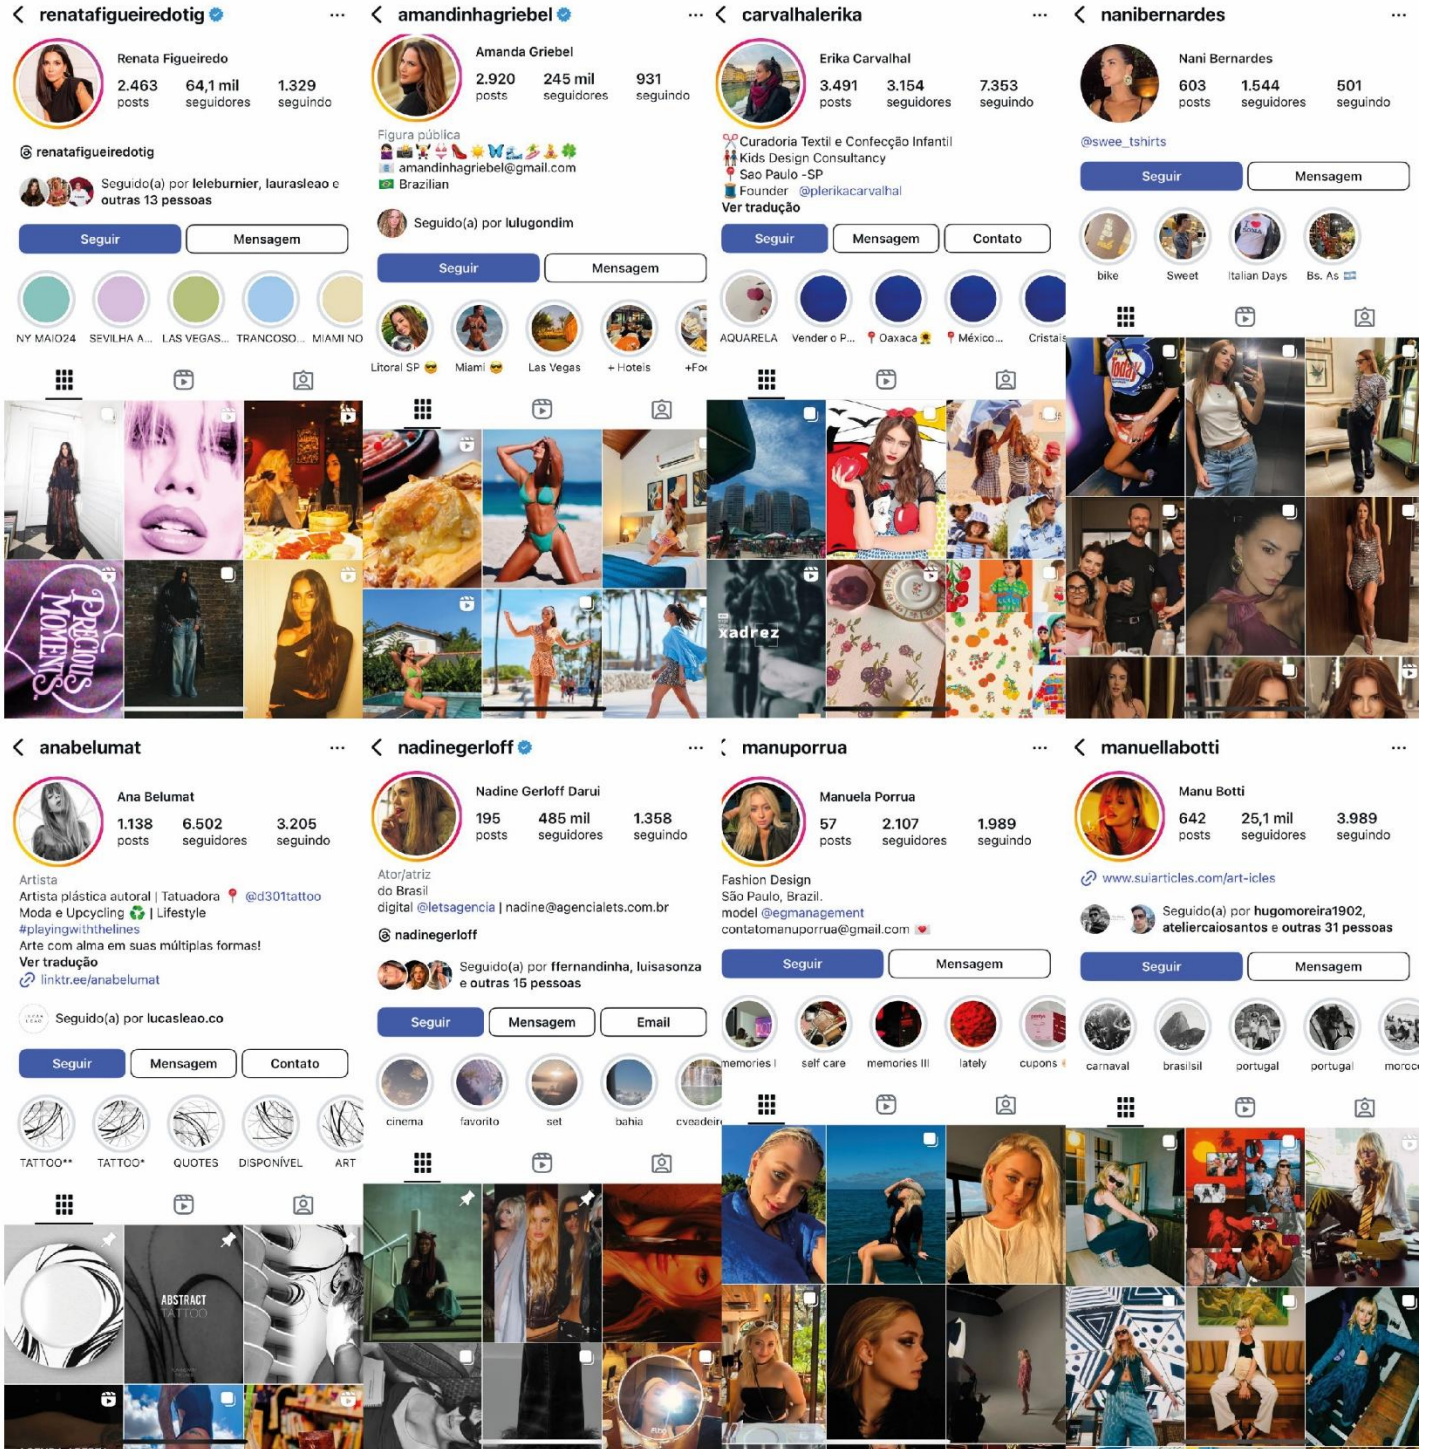 renatafigueiredotig
Renata Figueiredo
2.463 64,1 mil 1.329
posts seguidores seguindo
renatafigueiredotig
Seguido(a) por leleburnier, laurasleao e
outras 13 pessoas
Seguir Mensagem
NY MAIO24 SEVILHA A... LAS VEGAS... TRANCOSO... MIAMI NO
PRECIOUS
MOMENTS
amandinhagriebel
Amanda Griebel
2.920 245 mil 931
posts seguidores seguindo
Figura pública
amandinhagriebel@gmail.com
Brazilian
Seguido(a) por lulugondim
Seguir Mensagem
Litoral SP Miami Las Vegas + Hoteis +Foo
carvalhalerika
Erika Carvalhal
3.491 3.154 7.353
posts seguidores seguindo
Curadoria Textil e Confecção Infantil
Kids Design Consultancy
Sao Paulo -SP
Founder @plerikacarvalhal
Ver tradução
Seguir Mensagem Contato
AQUARELA Vender o P... Oaxaca México... Cristais
xadrez
nanibernardes
Nani Bernardes
603 1.544 501
posts seguidores seguindo
@swee_tshirts
Seguir Mensagem
bike Sweet Italian Days Bs. As
Today
anabelumat
Ana Belumat
1.138 6.502 3.205
posts seguidores seguindo
Artista
Artista plástica autoral | Tatuadora @d301tattoo
Moda e Upcycling | Lifestyle
#playingwiththelines
Arte com alma em suas múltiplas formas!
Ver tradução
linktr.ee/anabelumat
Seguido(a) por lucasleao.co
Seguir Mensagem Contato
TATTOO** TATTOO* QUOTES DISPONÍVEL ART
ABSTRACT
TATTOO
nadinegerloff
Nadine Gerloff Darui
195 485 mil 1.358
posts seguidores seguindo
Ator/atriz
do Brasil
digital @letsagencia | nadine@agencialets.com.br
nadinegerloff
Seguido(a) por ffernandinha, luisasonza
e outras 15 pessoas
Seguir Mensagem Email
cinema favorito set bahia cveadeir
manuporrua
Manuela Porrua
57 2.107 1.989
posts seguidores seguindo
Fashion Design
São Paulo, Brazil.
model @egmanagement
contatomanuporrua@gmail.com
Seguir Mensagem
memories I self care memories III lately cupons
manuellabotti
Manu Botti
642 25,1 mil 3.989
posts seguidores seguindo
www.suiarticles.com/art-icles
Seguido(a) por hugomoreira1902,
ateliercaiosantos e outras 31 pessoas
Seguir Mensagem
carnaval brasilsil portugal portugal moroc